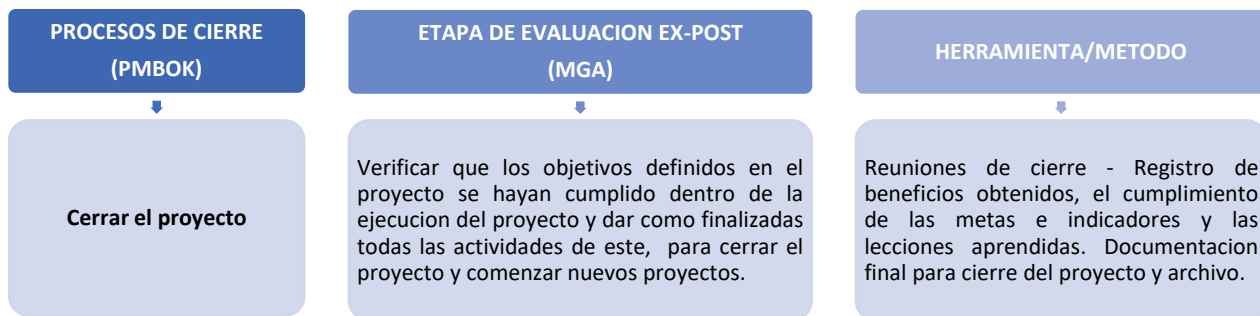 PROCESOS DE CIERRE
(PMBOK)
Cerrar el proyecto
ETAPA DE EVALUACION EX-POST
(MGA)
Verificar que los objetivos definidos en el
proyecto se hayan cumplido dentro de la
ejecucion del proyecto y dar como finalizadas
todas las actividades de este, para cerrar el
proyecto y comenzar nuevos proyectos.
HERRAMIENTA/METODO
Reuniones de cierre - Registro de
beneficios obtenidos, el cumplimiento
de las metas e indicadores y las
lecciones aprendidas. Documentacion
final para cierre del proyecto y archivo.